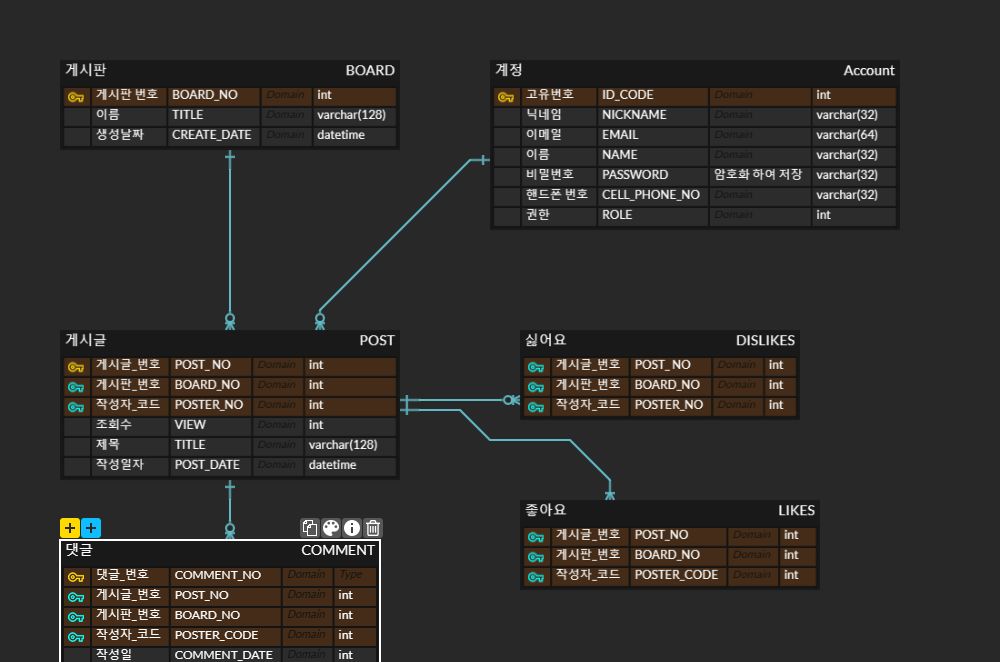 게시판 BOARD
게시판 번호 BOARD_NO Domain int
이름 TITLE Domain varchar(128)
생성날짜 CREATE_DATE Domain datetime
계정 Account
고유번호 ID_CODE Domain int
닉네임 NICKNAME Domain varchar(32)
이메일 EMAIL Domain varchar(64)
이름 NAME Domain varchar(32)
비밀번호 PASSWORD 암호화 하여 저장 varchar(32)
핸드폰 번호 CELL_PHONE_NO Domain varchar(32)
권한 ROLE Domain int
게시글 POST
게시글_번호 POST_NO Domain int
게시판_번호 BOARD_NO Domain int
작성자_코드 POSTER_NO Domain int
조회수 VIEW Domain int
제목 TITLE Domain varchar(128)
작성일자 POST_DATE Domain datetime
싫어요 DISLIKES
게시글_번호 POST_NO Domain int
게시판_번호 BOARD_NO Domain int
작성자_코드 POSTER_NO Domain int
좋아요 LIKES
게시글_번호 POST_NO Domain int
게시판_번호 BOARD_NO Domain int
작성자_코드 POSTER_CODE Domain int
댓글 COMMENT
댓글_번호 COMMENT_NO Domain Type
게시글_번호 POST_NO Domain int
게시판_번호 BOARD_NO Domain int
작성자_코드 POSTER_CODE Domain int
작성일 COMMENT_DATE Domain int